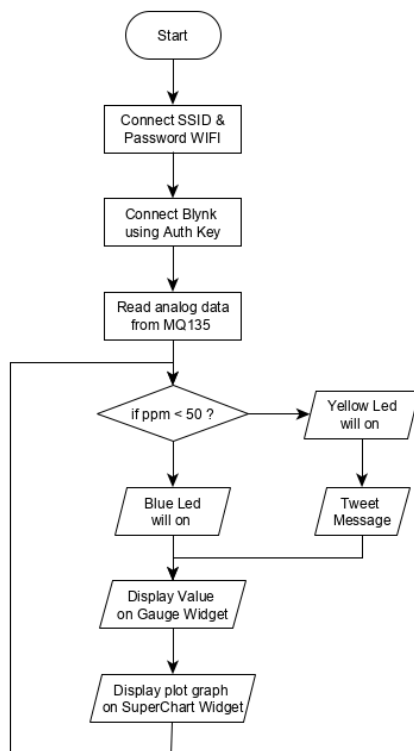 Start
Connect SSID &
Password WIFI
Connect Blynk
using Auth Key
Read analog data
from MQ135
if ppm < 50 ?
Yellow Led
will on
Blue Led
will on
Tweet
Message
Display Value
on Gauge Widget
Display plot graph
on SuperChart Widget